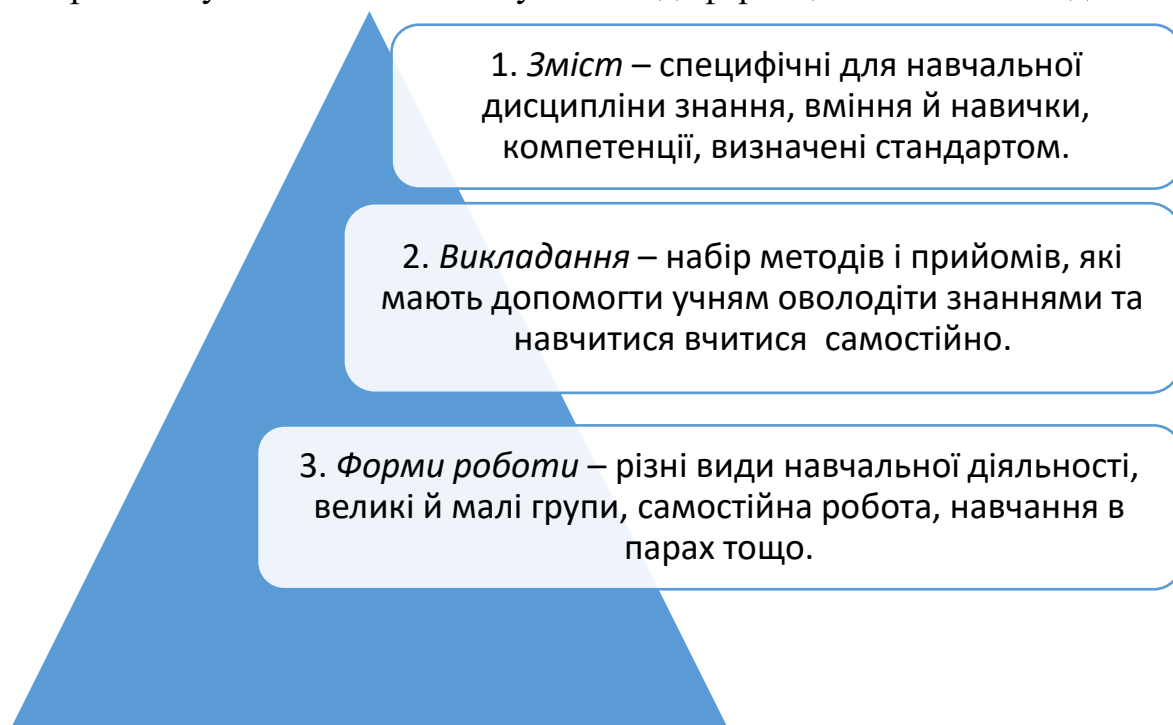 1. Зміст – специфічні для навчальної
дисципліни знання, вміння й навички,
компетенції, визначені стандартом.
2. Викладання – набір методів і прийомів, які
мають допомогти учням оволодіти знаннями та
навчитися вчитися самостійно.
3. Форми роботи – різні види навчальної діяльності,
великі й малі групи, самостійна робота, навчання в
парах тощо.